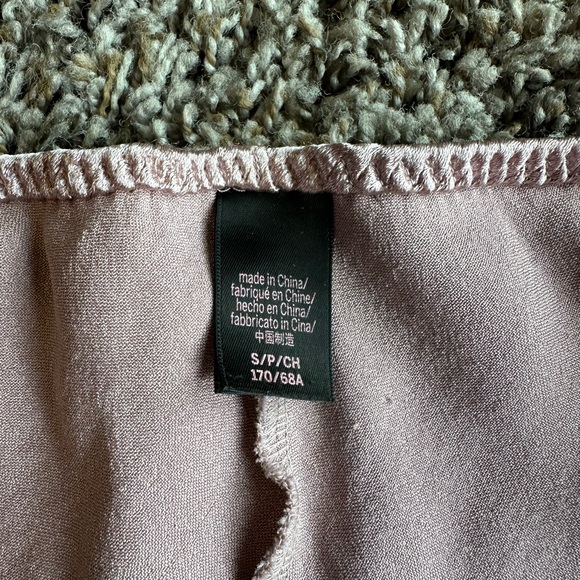 made in China/
fabriqué en Chine/
hecho en China/
fabbricato in Cina/
中国制造
S/P/CH
170/68A